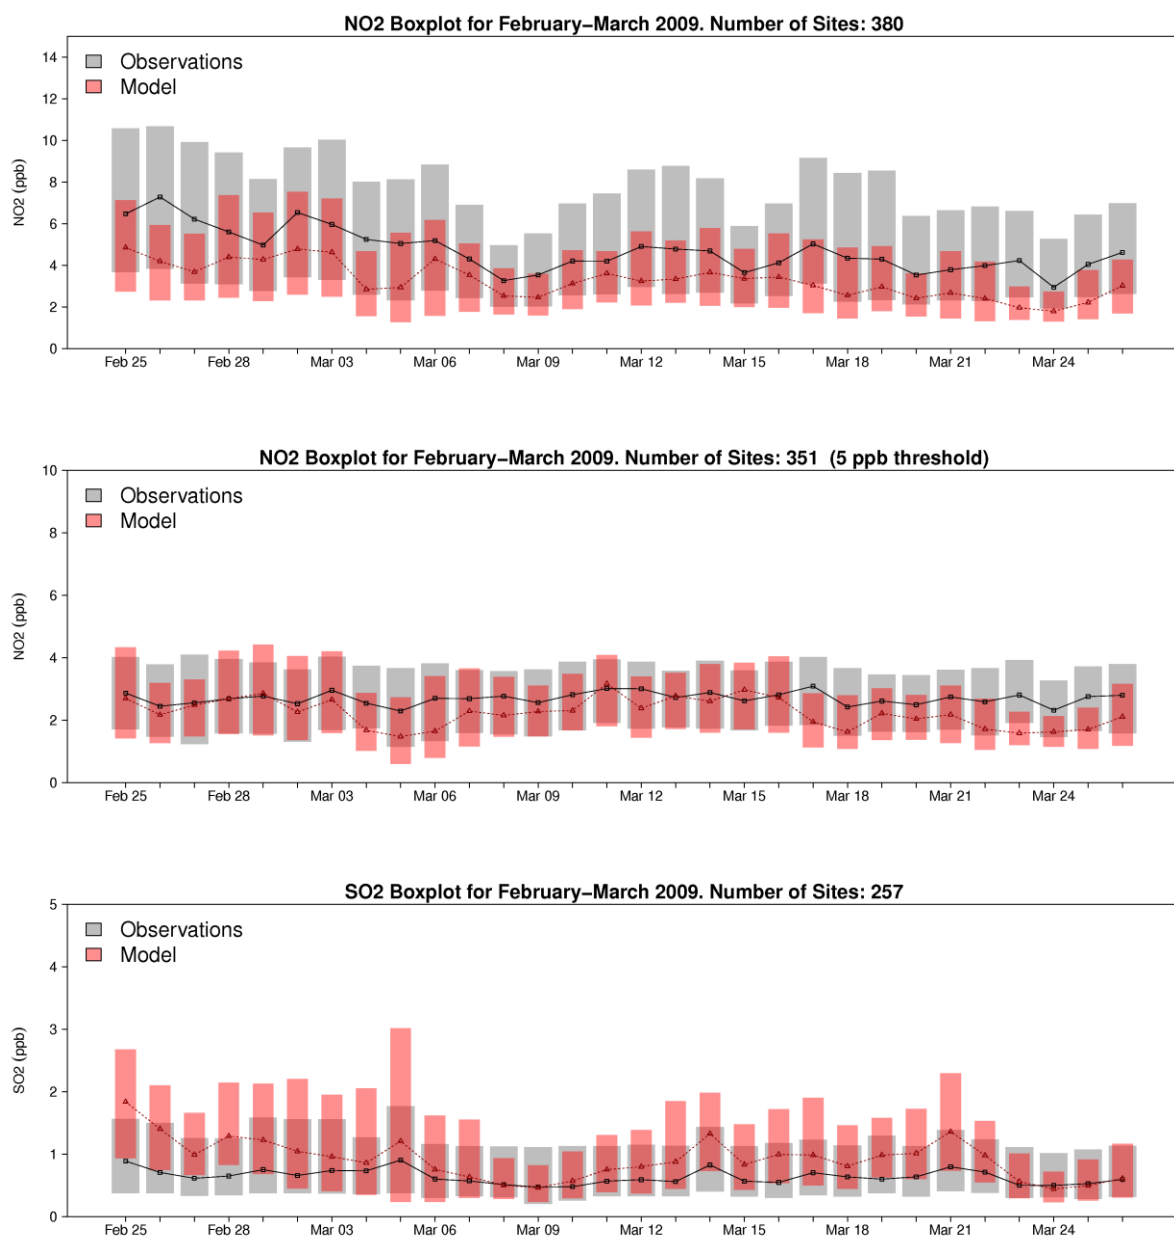 NO2 Boxplot for February−March 2009. Number of Sites: 380
Observations
Model
NO2 (ppb)
14
12
10
8
6
4
2
0
Feb 25 Feb 28 Mar 03 Mar 06 Mar 09 Mar 12 Mar 15 Mar 18 Mar 21 Mar 24
NO2 Boxplot for February−March 2009. Number of Sites: 351 (5 ppb threshold)
Observations
Model
NO2 (ppb)
10
8
6
4
2
0
Feb 25 Feb 28 Mar 03 Mar 06 Mar 09 Mar 12 Mar 15 Mar 18 Mar 21 Mar 24
SO2 Boxplot for February−March 2009. Number of Sites: 257
Observations
Model
SO2 (ppb)
5
4
3
2
1
0
Feb 25 Feb 28 Mar 03 Mar 06 Mar 09 Mar 12 Mar 15 Mar 18 Mar 21 Mar 24